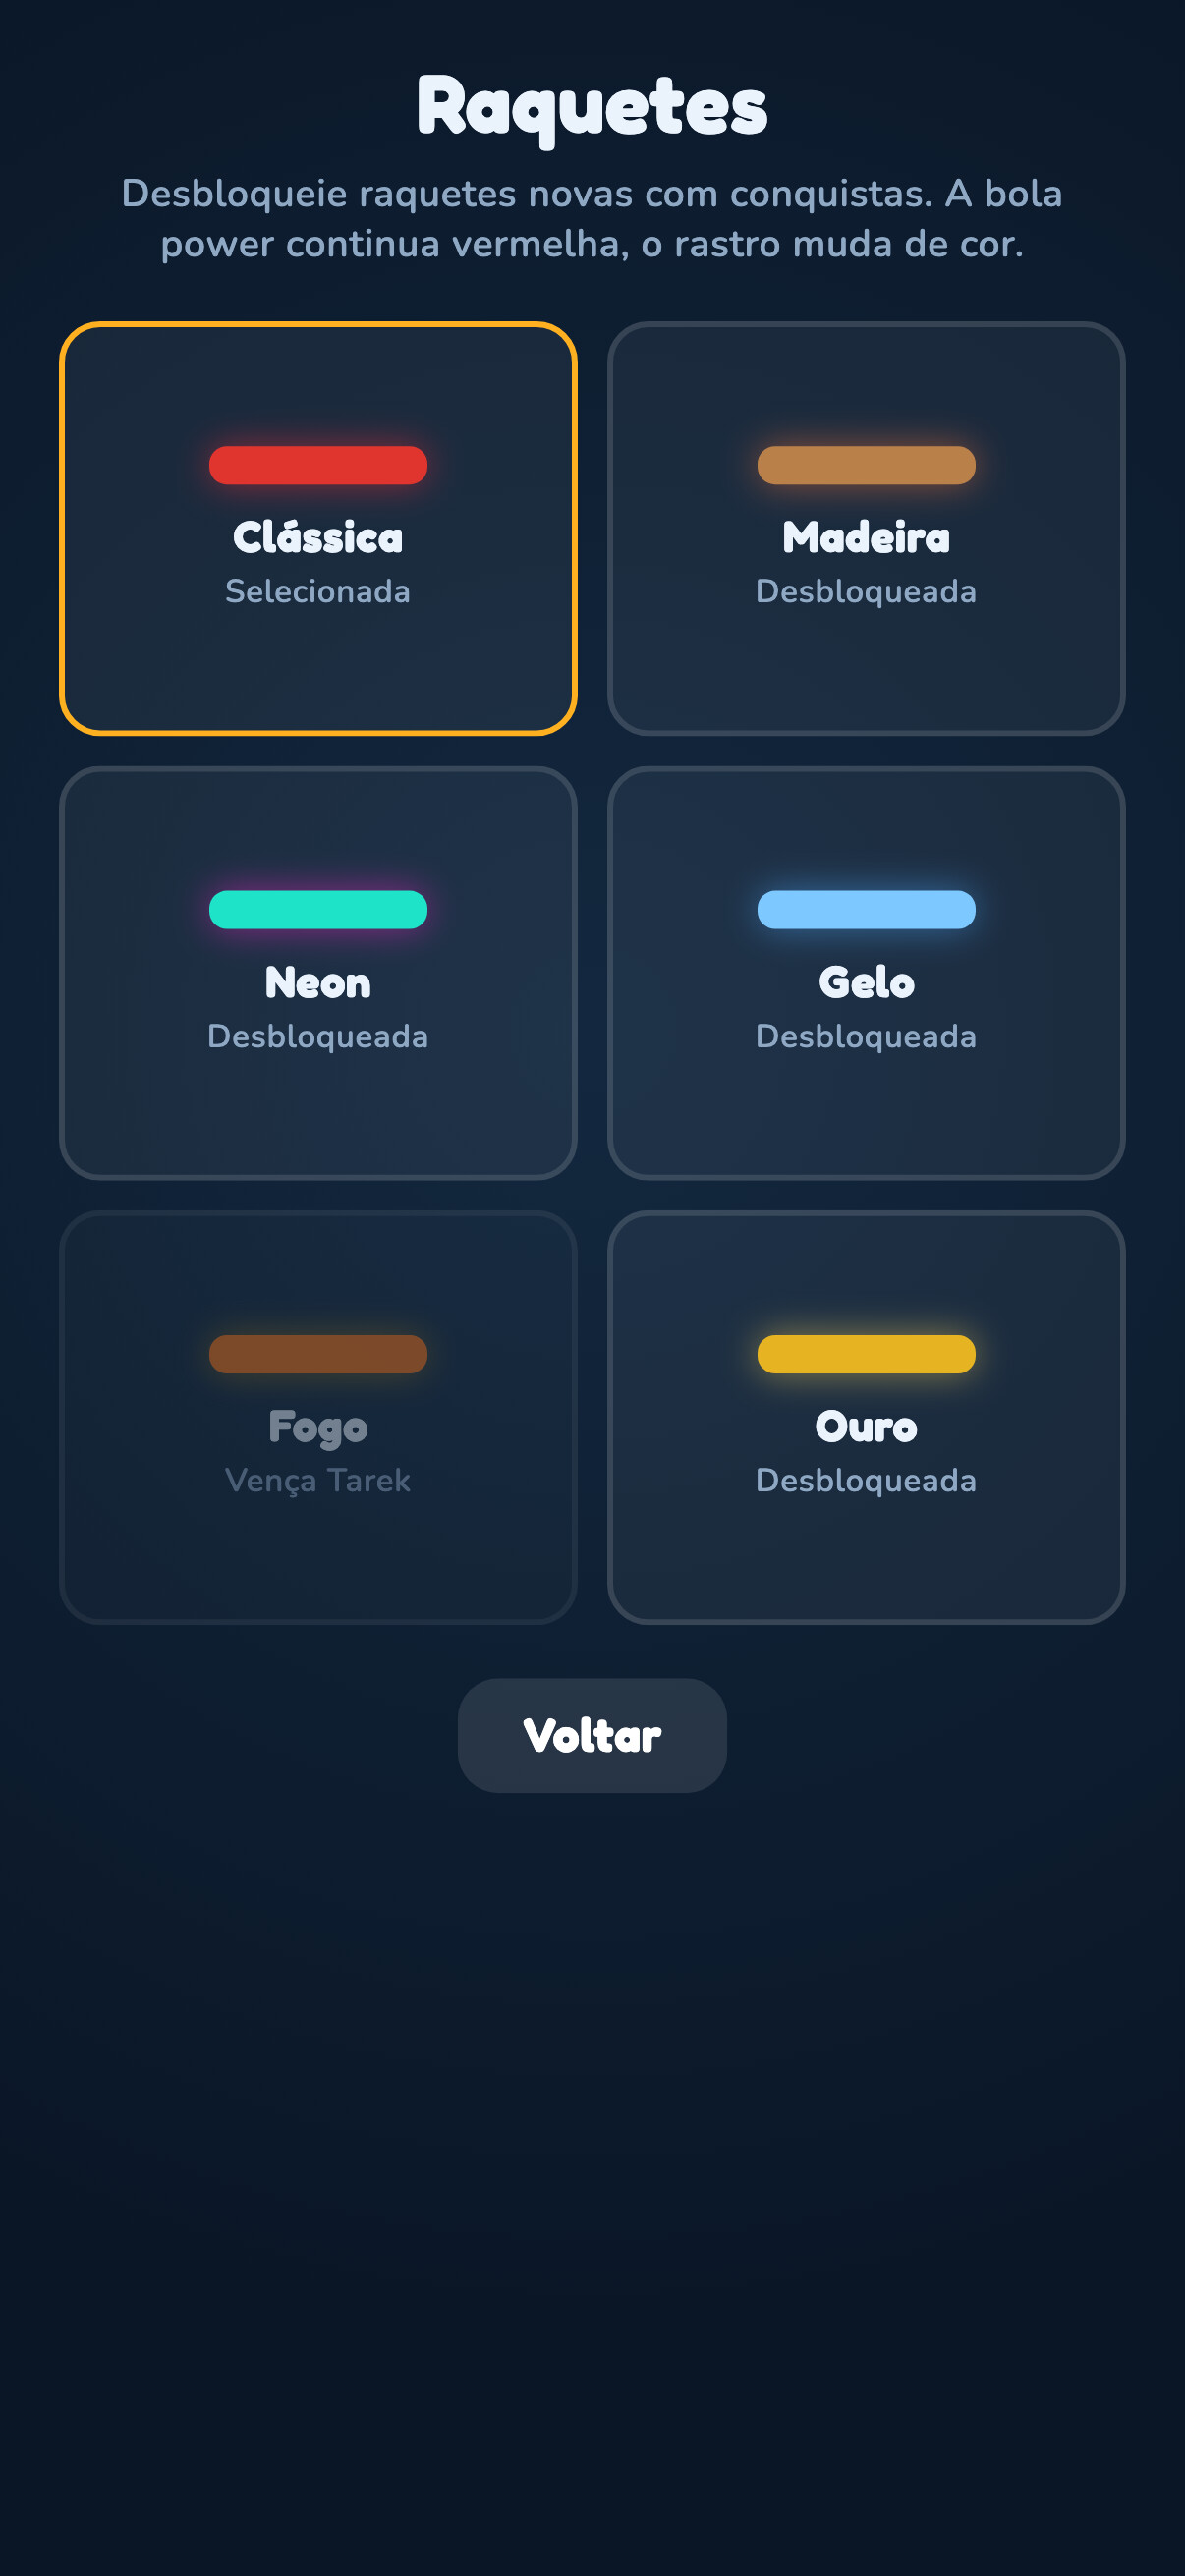 Raquetes
Desbloqueie raquetes novas com conquistas. A bola
power continua vermelha, o rastro muda de cor.
Clássica
Selecionada
Madeira
Desbloqueada
Neon
Desbloqueada
Gelo
Desbloqueada
Fogo
Vença Tarek
Ouro
Desbloqueada
Voltar